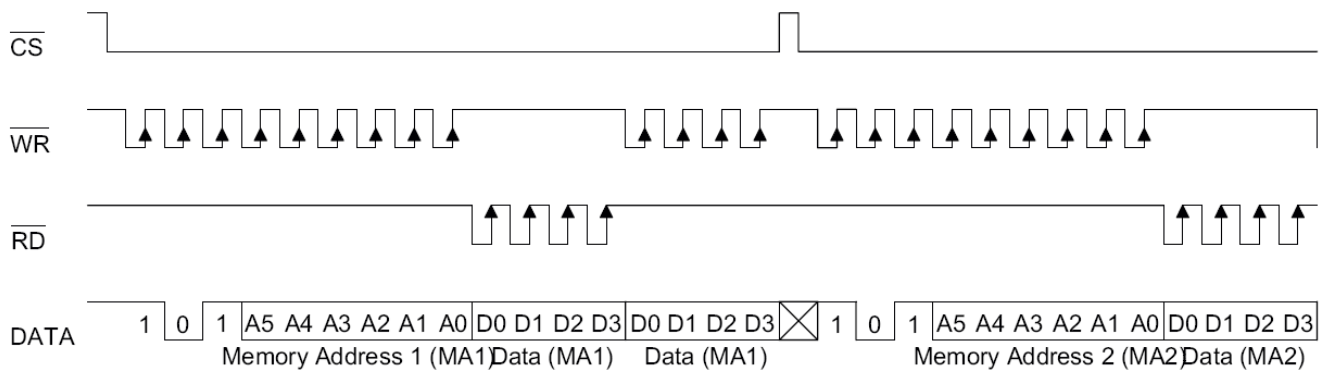 CS
WR
RD
DATA 1 0 1 A5 A4 A3 A2 A1 A0 D0 D1 D2 D3 D0 D1 D2 D3 1 0 1 A5 A4 A3 A2 A1 A0 D0 D1 D2 D3
Memory Address 1 (MA1) Data (MA1) Data (MA1) Memory Address 2 (MA2) Data (MA2)